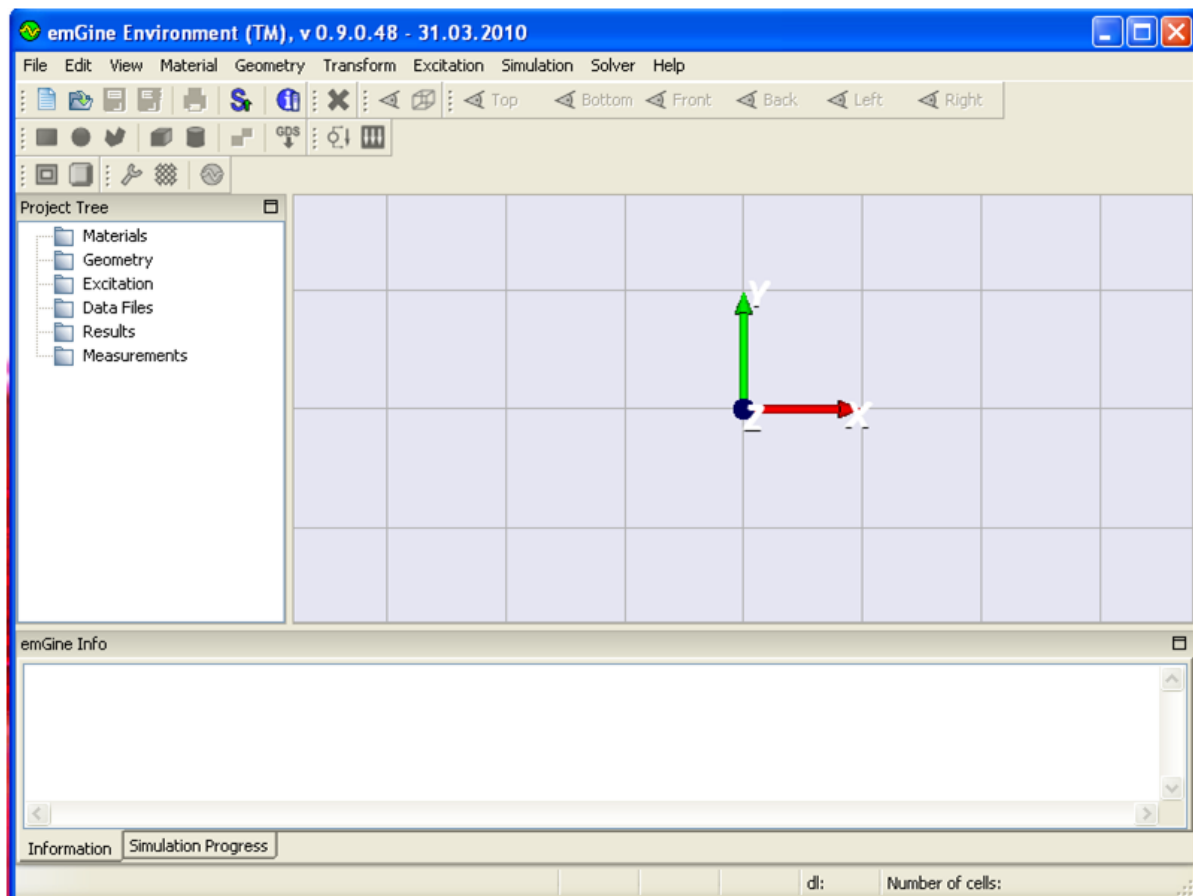 emGine Environment (TM), v 0.9.0.48 - 31.03.2010
File Edit View Material Geometry Transform Excitation Simulation Solver Help
S i Top Bottom Front Back Left Right
GDS
Project Tree
Materials
Geometry
Excitation
Data Files
Results
Measurements
Y
Z X
emGine Info
Information Simulation Progress
dl: Number of cells: